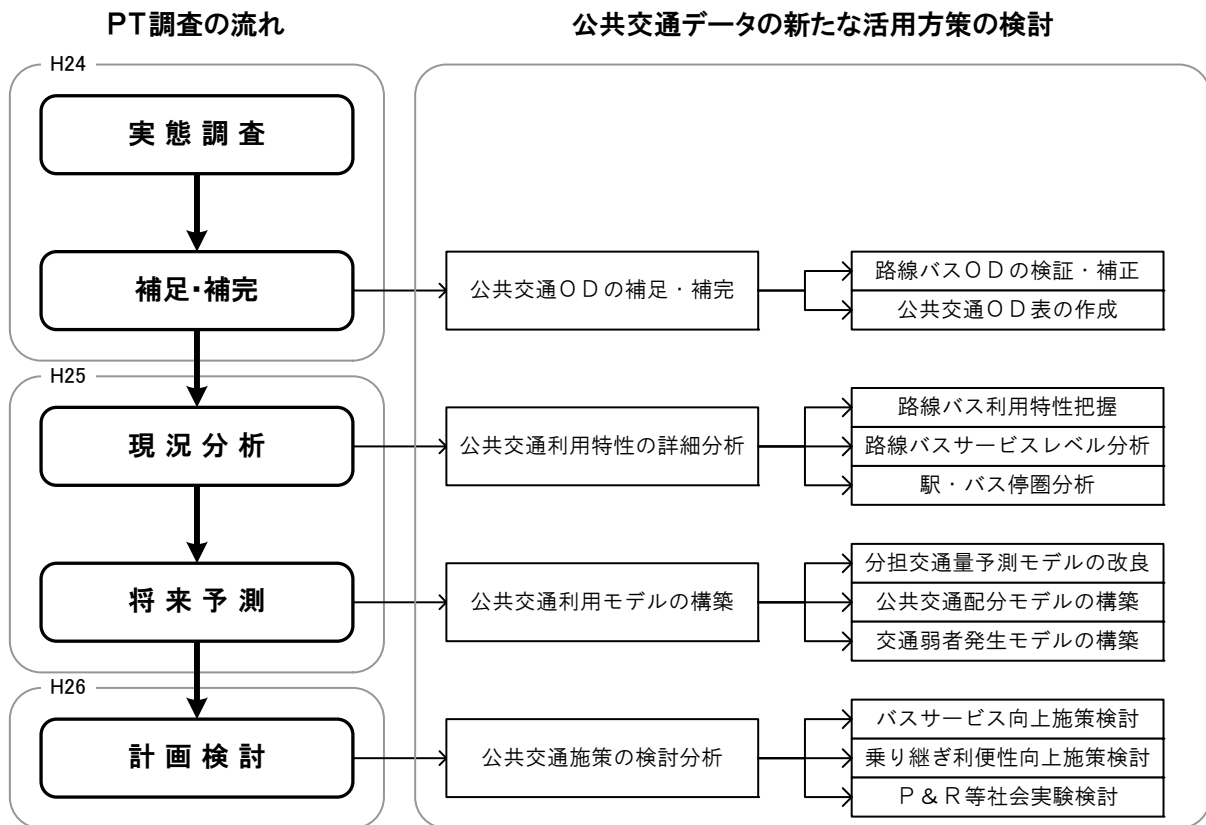 PT調査の流れ
公共交通データの新たな活用方策の検討
H24
実態調査
補足・補完
公共交通ODの補足・補完
路線バスODの検証・補正
公共交通OD表の作成
H25
現況分析
公共交通利用特性の詳細分析
路線バス利用特性把握
路線バスサービスレベル分析
駅・バス停圏分析
将来予測
公共交通利用モデルの構築
分担交通量予測モデルの改良
公共交通配分モデルの構築
交通弱者発生モデルの構築
H26
計画検討
公共交通施策の検討分析
バスサービス向上施策検討
乗り継ぎ利便性向上施策検討
P&R等社会実験検討